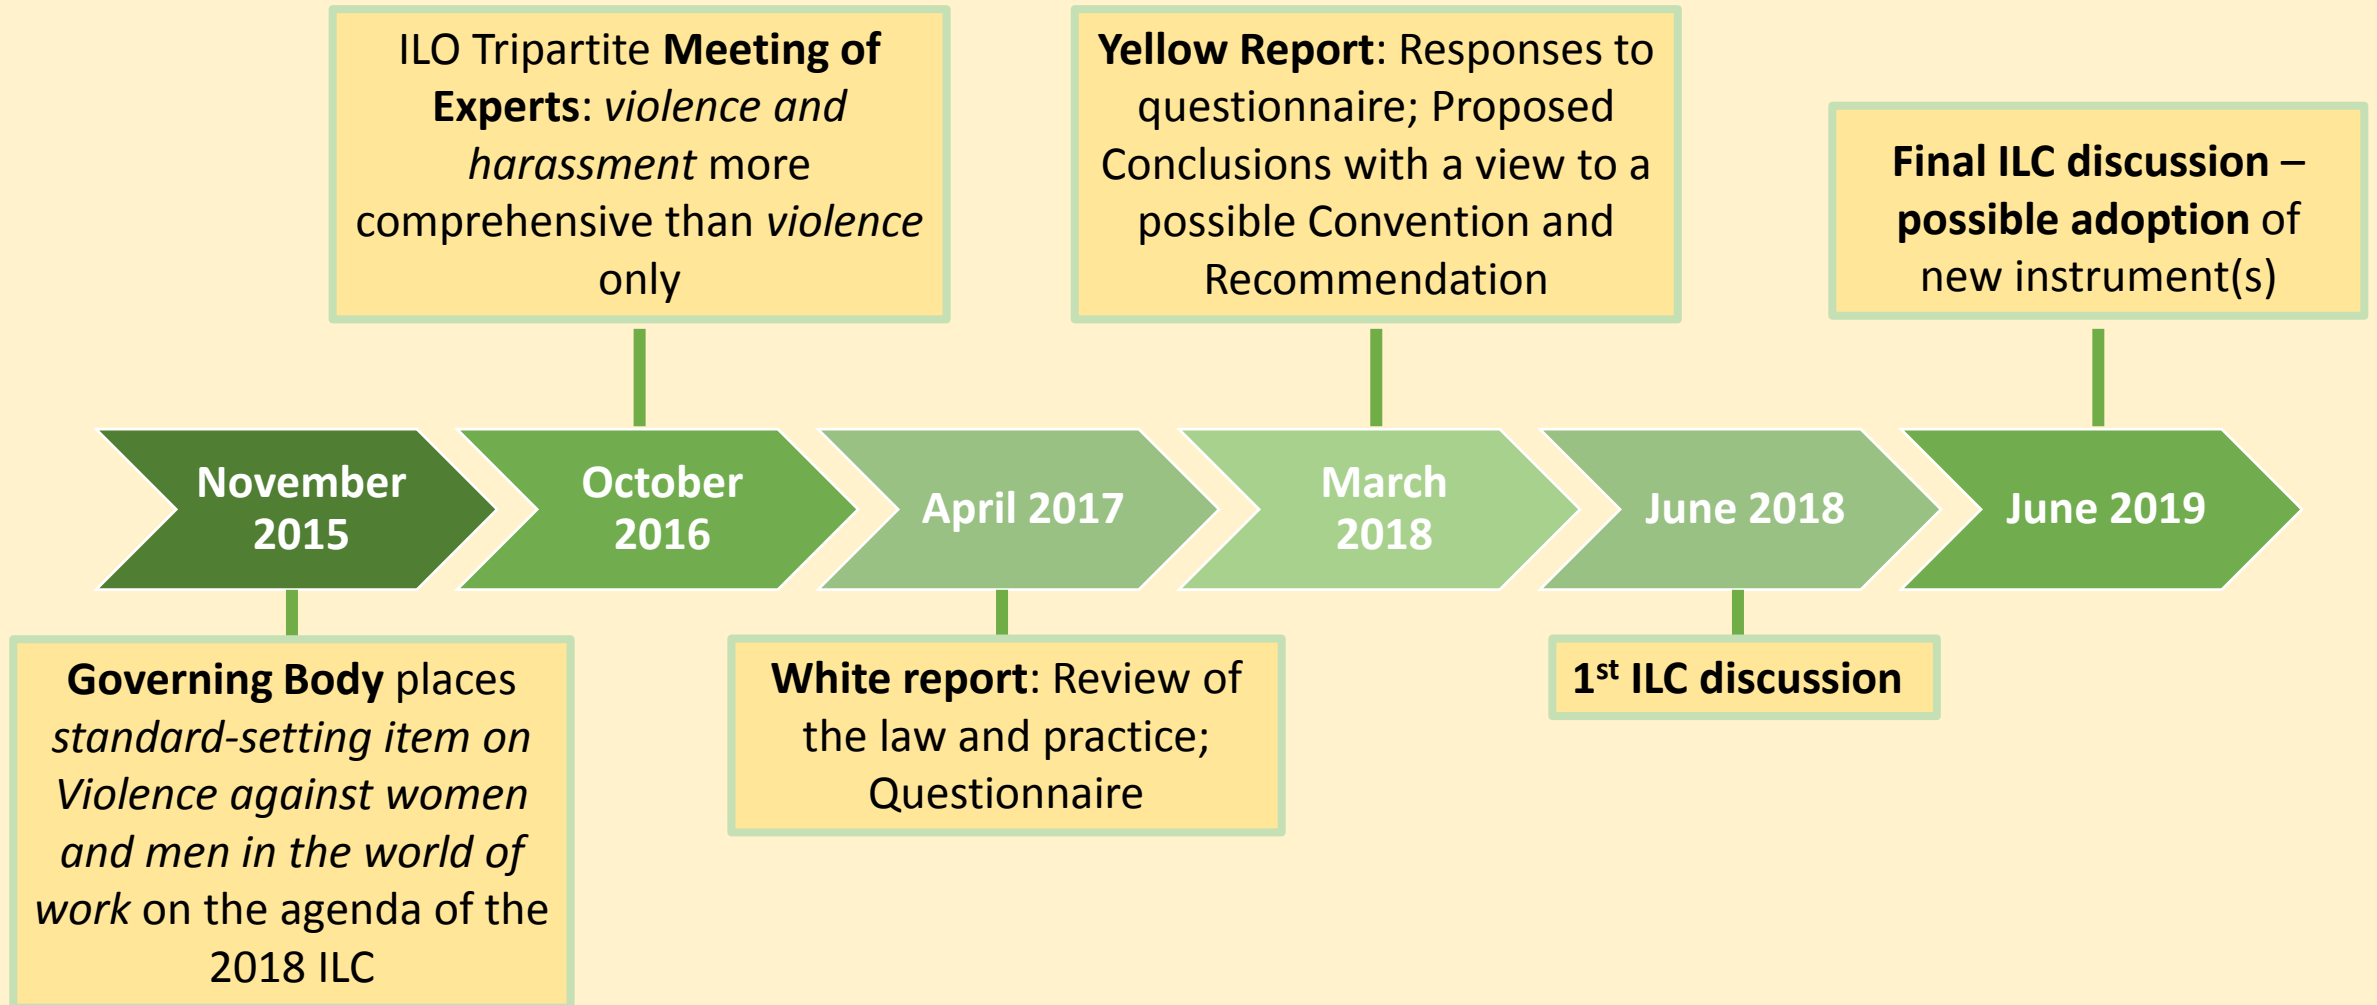 ILO Tripartite Meeting of
Experts: violence and
harassment more
comprehensive than violence
only
Yellow Report: Responses to
questionnaire; Proposed
Conclusions with a view to a
possible Convention and
Recommendation
Final ILC discussion –
possible adoption of
new instrument(s)
November
2015
October
2016
April 2017
March
2018
June 2018
June 2019
Governing Body places
standard-setting item on
Violence against women
and men in the world of
work on the agenda of the
2018 ILC
White report: Review of
the law and practice;
Questionnaire
1st ILC discussion